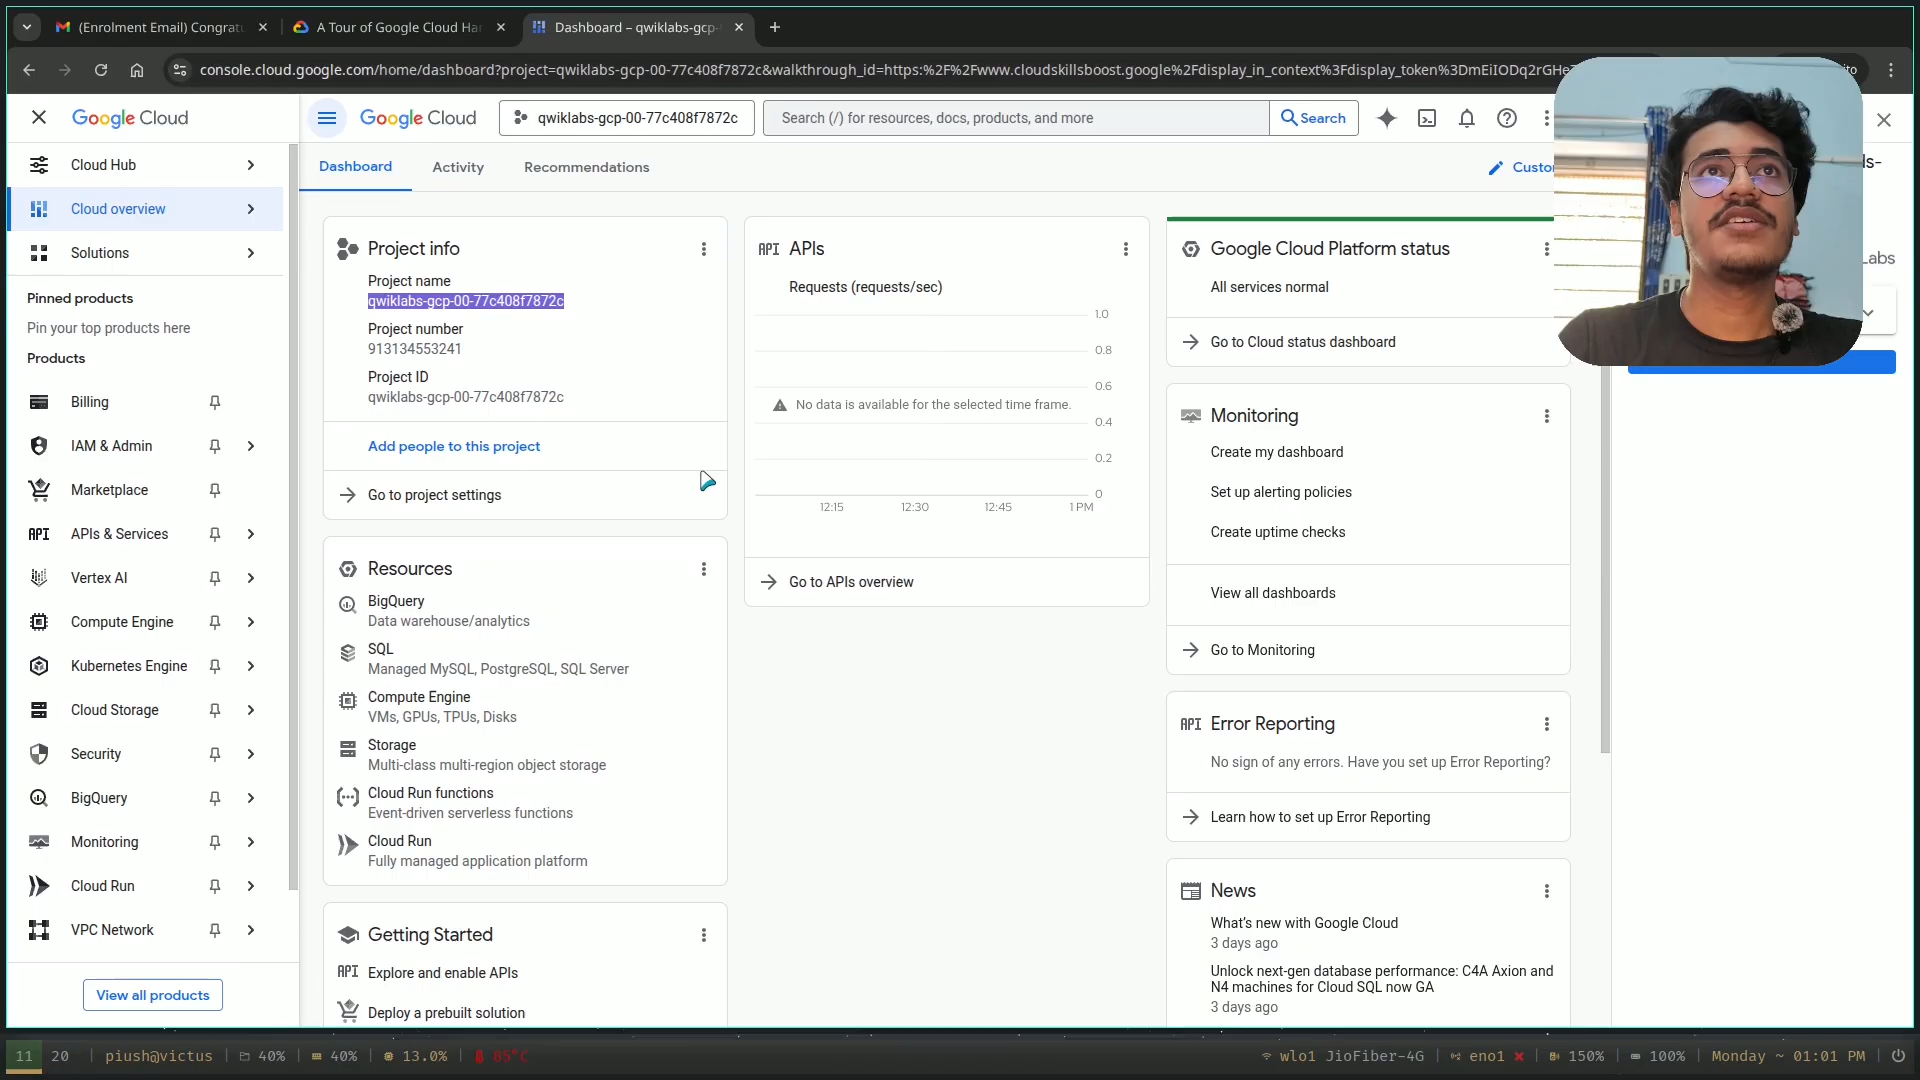 (Enrolment Email) Congratu
A Tour of Google Cloud Han
Dashboard – qwiklabs-gcp-
console.cloud.google.com/home/dashboard?project=qwiklabs-gcp-00-77c408f7872c&walkthrough_id=https:%2F%2Fwww.cloudskillsboost.google%2Fdisplay_in_context%3Fdisplay_token%3DmEiIODq2rGHe
Google Cloud
Cloud Hub
Cloud overview
Solutions
Pinned products
Pin your top products here
Products
Billing
IAM & Admin
Marketplace
API APIs & Services
Vertex AI
Compute Engine
Kubernetes Engine
Cloud Storage
Security
BigQuery
Monitoring
Cloud Run
VPC Network
View all products
Google Cloud
qwiklabs-gcp-00-77c408f7872c
Search (/) for resources, docs, products, and more
Search
Dashboard
Activity
Recommendations
Custo
Project info
Project name
qwiklabs-gcp-00-77c408f7872c
Project number
913134553241
Project ID
qwiklabs-gcp-00-77c408f7872c
Add people to this project
Go to project settings
Resources
BigQuery
Data warehouse/analytics
SQL
Managed MySQL, PostgreSQL, SQL Server
Compute Engine
VMs, GPUs, TPUs, Disks
Storage
Multi-class multi-region object storage
Cloud Run functions
Event-driven serverless functions
Cloud Run
Fully managed application platform
Getting Started
API Explore and enable APIs
Deploy a prebuilt solution
API APIs
Requests (requests/sec)
1.0
0.8
0.6
No data is available for the selected time frame.
0.4
0.2
0
12:15
12:30
12:45
1 PM
Go to APIs overview
Google Cloud Platform status
All services normal
Go to Cloud status dashboard
Monitoring
Create my dashboard
Set up alerting policies
Create uptime checks
View all dashboards
Go to Monitoring
API Error Reporting
No sign of any errors. Have you set up Error Reporting?
Learn how to set up Error Reporting
News
What's new with Google Cloud
3 days ago
Unlock next-gen database performance: C4A Axion and
N4 machines for Cloud SQL now GA
3 days ago
ls-
Labs
11 20 | piush@victus | 40% | 40% | 13.0% | 85°C
wlo1 JioFiber-4G | eno1 | 150% | 100% | Monday ~ 01:01 PM